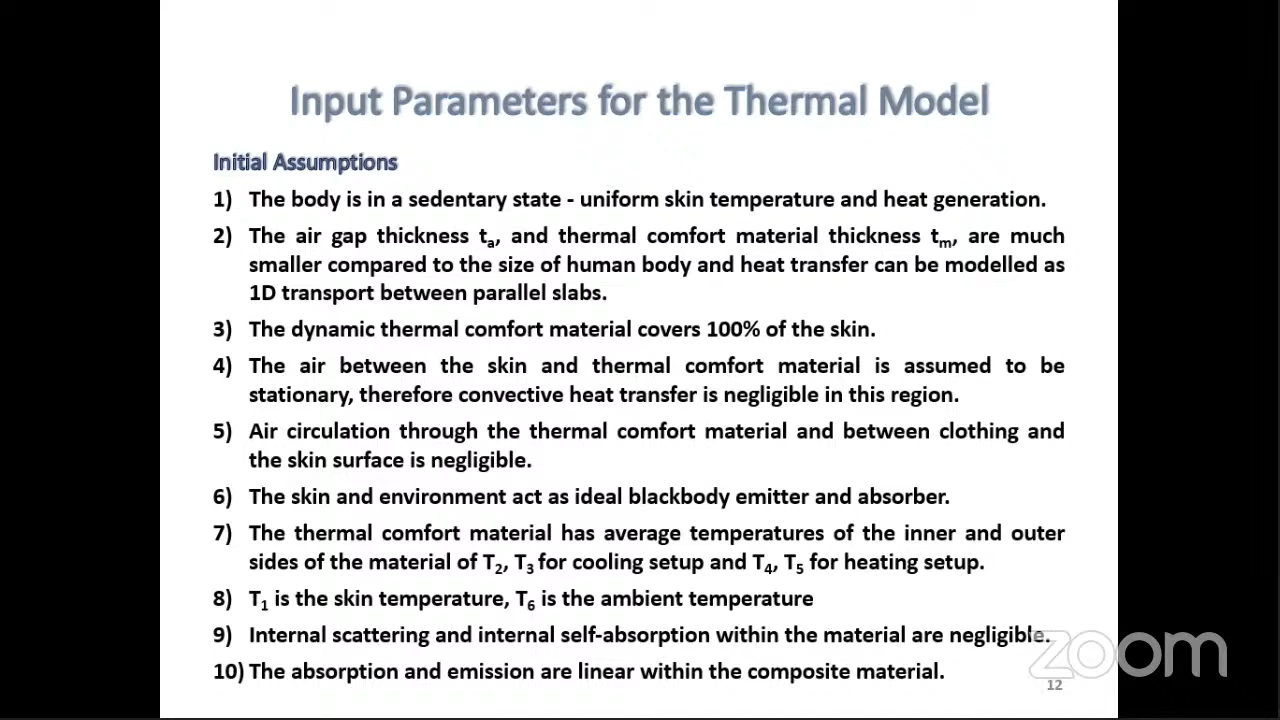 Input Parameters for the Thermal Model
Initial Assumptions
1) The body is in a sedentary state - uniform skin temperature and heat generation.
2) The air gap thickness tₐ, and thermal comfort material thickness tₘ, are much
smaller compared to the size of human body and heat transfer can be modelled as
1D transport between parallel slabs.
3) The dynamic thermal comfort material covers 100% of the skin.
4) The air between the skin and thermal comfort material is assumed to be
stationary, therefore convective heat transfer is negligible in this region.
5) Air circulation through the thermal comfort material and between clothing and
the skin surface is negligible.
6) The skin and environment act as ideal blackbody emitter and absorber.
7) The thermal comfort material has average temperatures of the inner and outer
sides of the material of T₂, T₃ for cooling setup and T₄, T₅ for heating setup.
8) T₁ is the skin temperature, T₆ is the ambient temperature
9) Internal scattering and internal self-absorption within the material are negligible.
10) The absorption and emission are linear within the composite material.
zoom
12